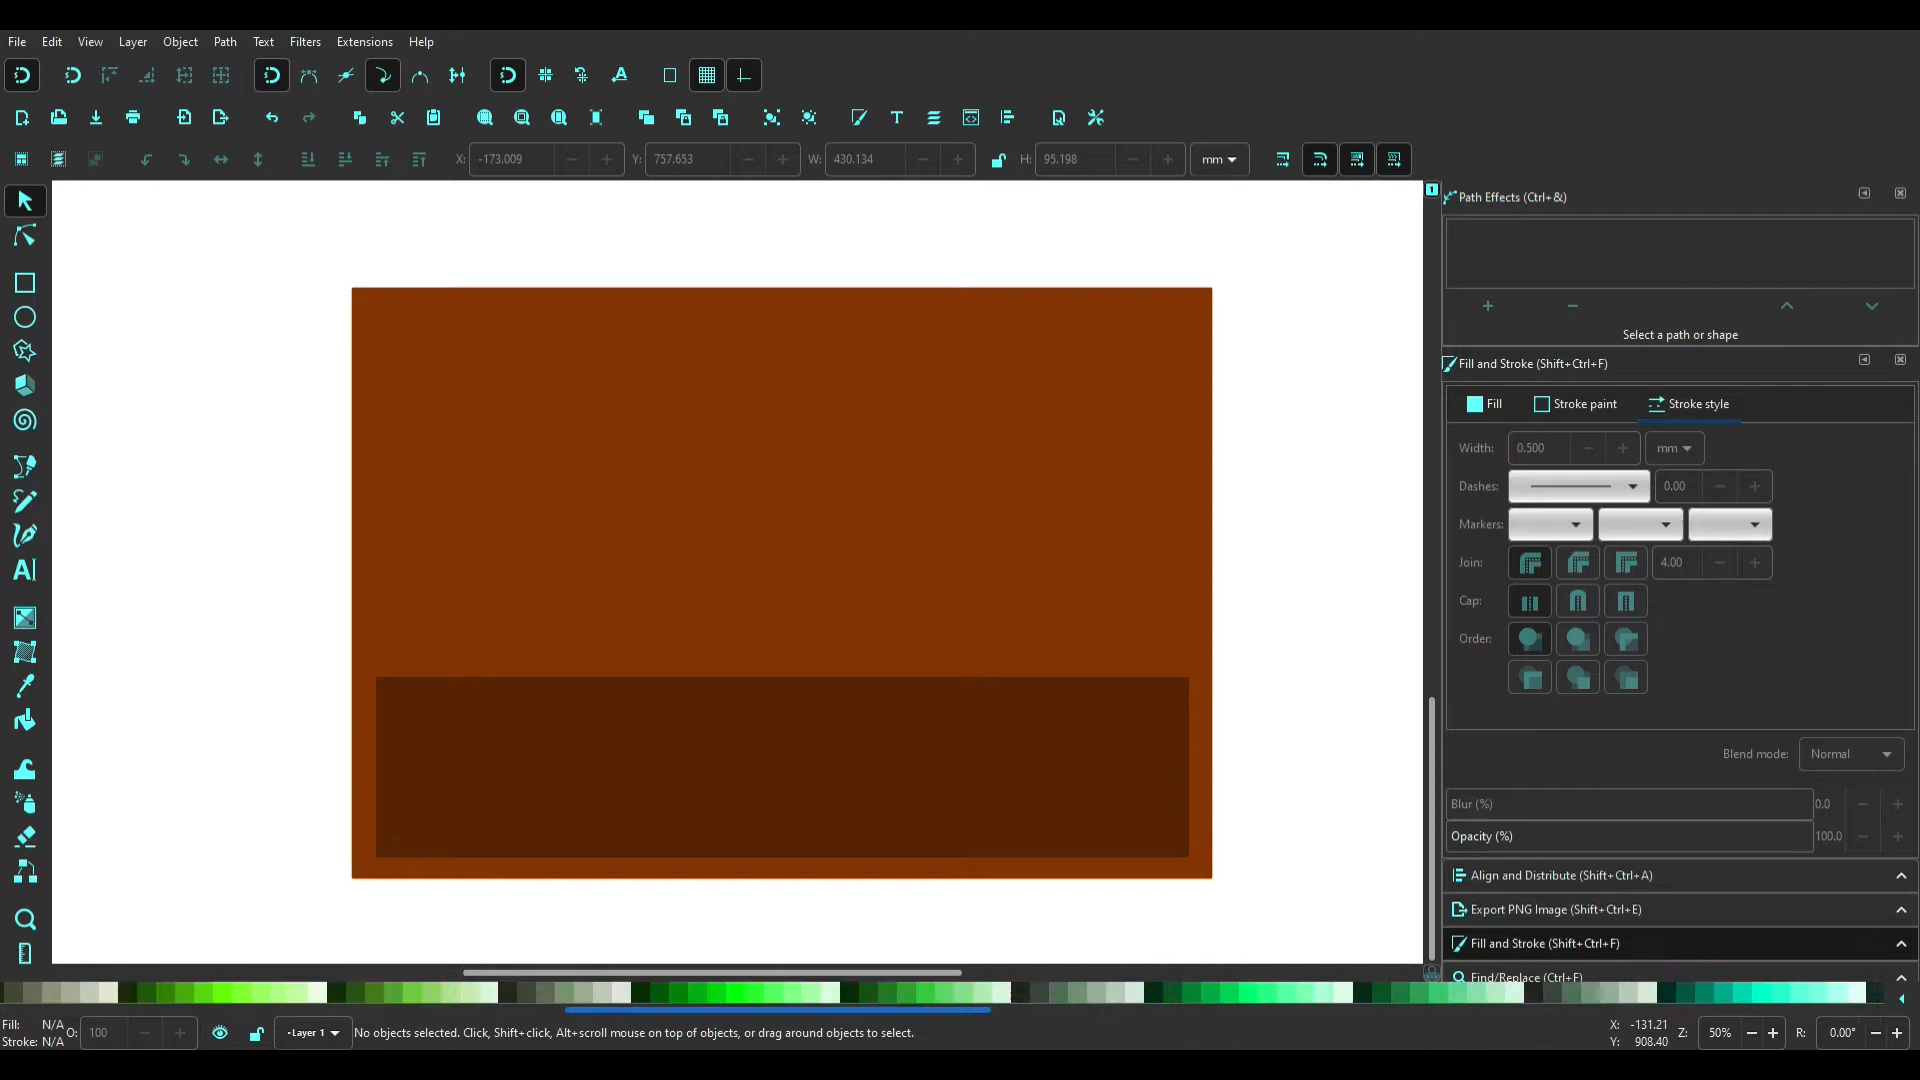 File Edit View Layer Object Path Text Filters Extensions Help
X: -173.009 Y: 757.653 W: 430.134 H: 95.198 mm
Path Effects (Ctrl+&)
Select a path or shape
Fill and Stroke (Shift+Ctrl+F)
Fill Stroke paint Stroke style
Width: 0.500 mm
Dashes: 0.00
Markers:
Join: 4.00
Cap:
Order:
Blend mode: Normal
Blur (%) 0.0
Opacity (%) 100.0
Align and Distribute (Shift+Ctrl+A)
Export PNG Image (Shift+Ctrl+E)
Fill and Stroke (Shift+Ctrl+F)
Find/Replace (Ctrl+F)
Fill: N/A
Stroke: N/A
O: 100
-Layer 1
No objects selected. Click, Shift+click, Alt+scroll mouse on top of objects, or drag around objects to select.
X: -131.21
Y: 908.40
Z: 50%
R: 0.00°